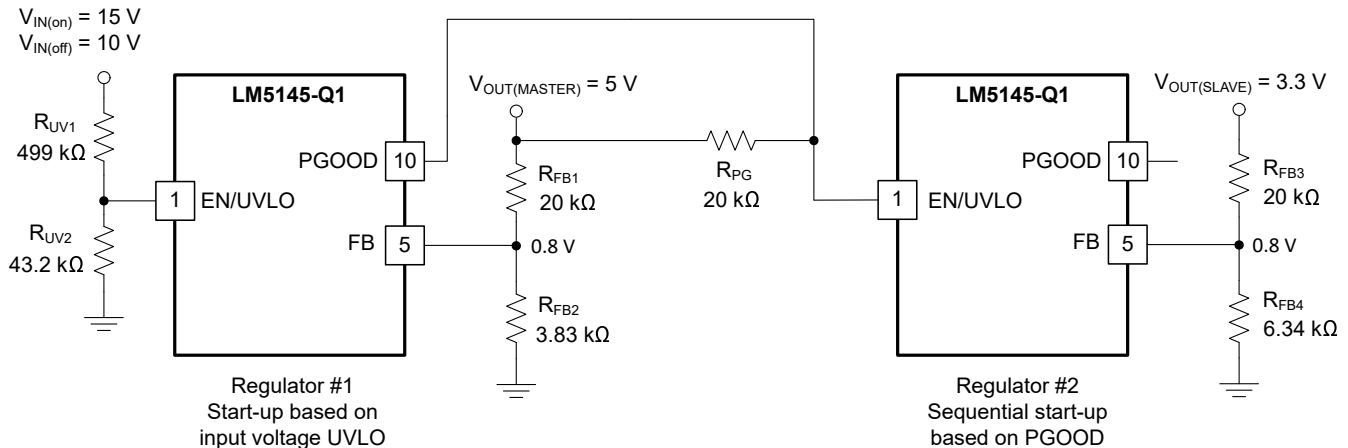 V_IN(on) = 15 V
V_IN(off) = 10 V
R_UV1
499 kΩ
R_UV2
43.2 kΩ
LM5145-Q1
PGOOD
10
1
EN/UVLO
FB
5
Regulator #1
Start-up based on
input voltage UVLO
V_OUT(MASTER) = 5 V
R_FB1
20 kΩ
0.8 V
R_FB2
3.83 kΩ
R_PG
20 kΩ
LM5145-Q1
PGOOD
10
1
EN/UVLO
FB
5
Regulator #2
Sequential start-up
based on PGOOD
V_OUT(SLAVE) = 3.3 V
R_FB3
20 kΩ
0.8 V
R_FB4
6.34 kΩ